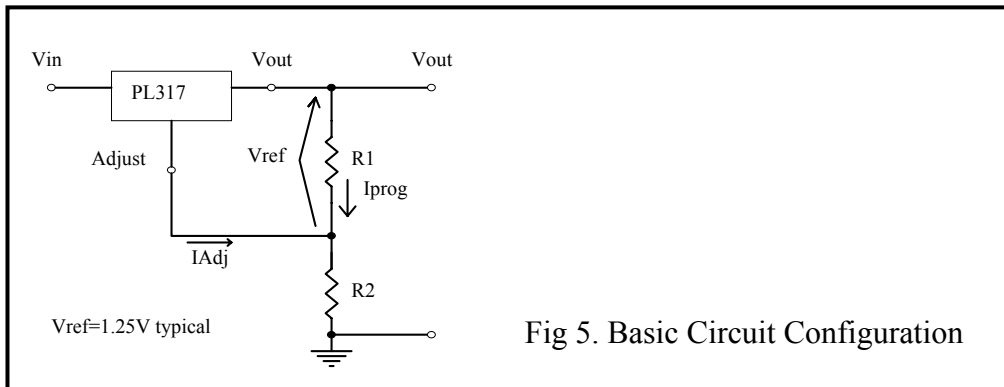 Vin
Vout
Vout
PL317
Adjust
Vref
R1
Iprog
IAdj
R2
Vref=1.25V typical
Fig 5. Basic Circuit Configuration